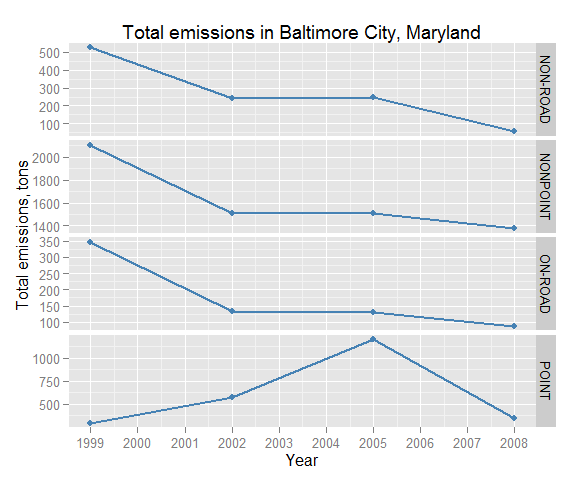 Total emissions in Baltimore City, Maryland
Total emissions, tons
500
400
300
200
100
NON-ROAD
2000
1800
1600
1400
NONPOINT
350
300
250
200
150
100
ON-ROAD
1000
750
500
POINT
1999 2000 2001 2002 2003 2004 2005 2006 2007 2008
Year